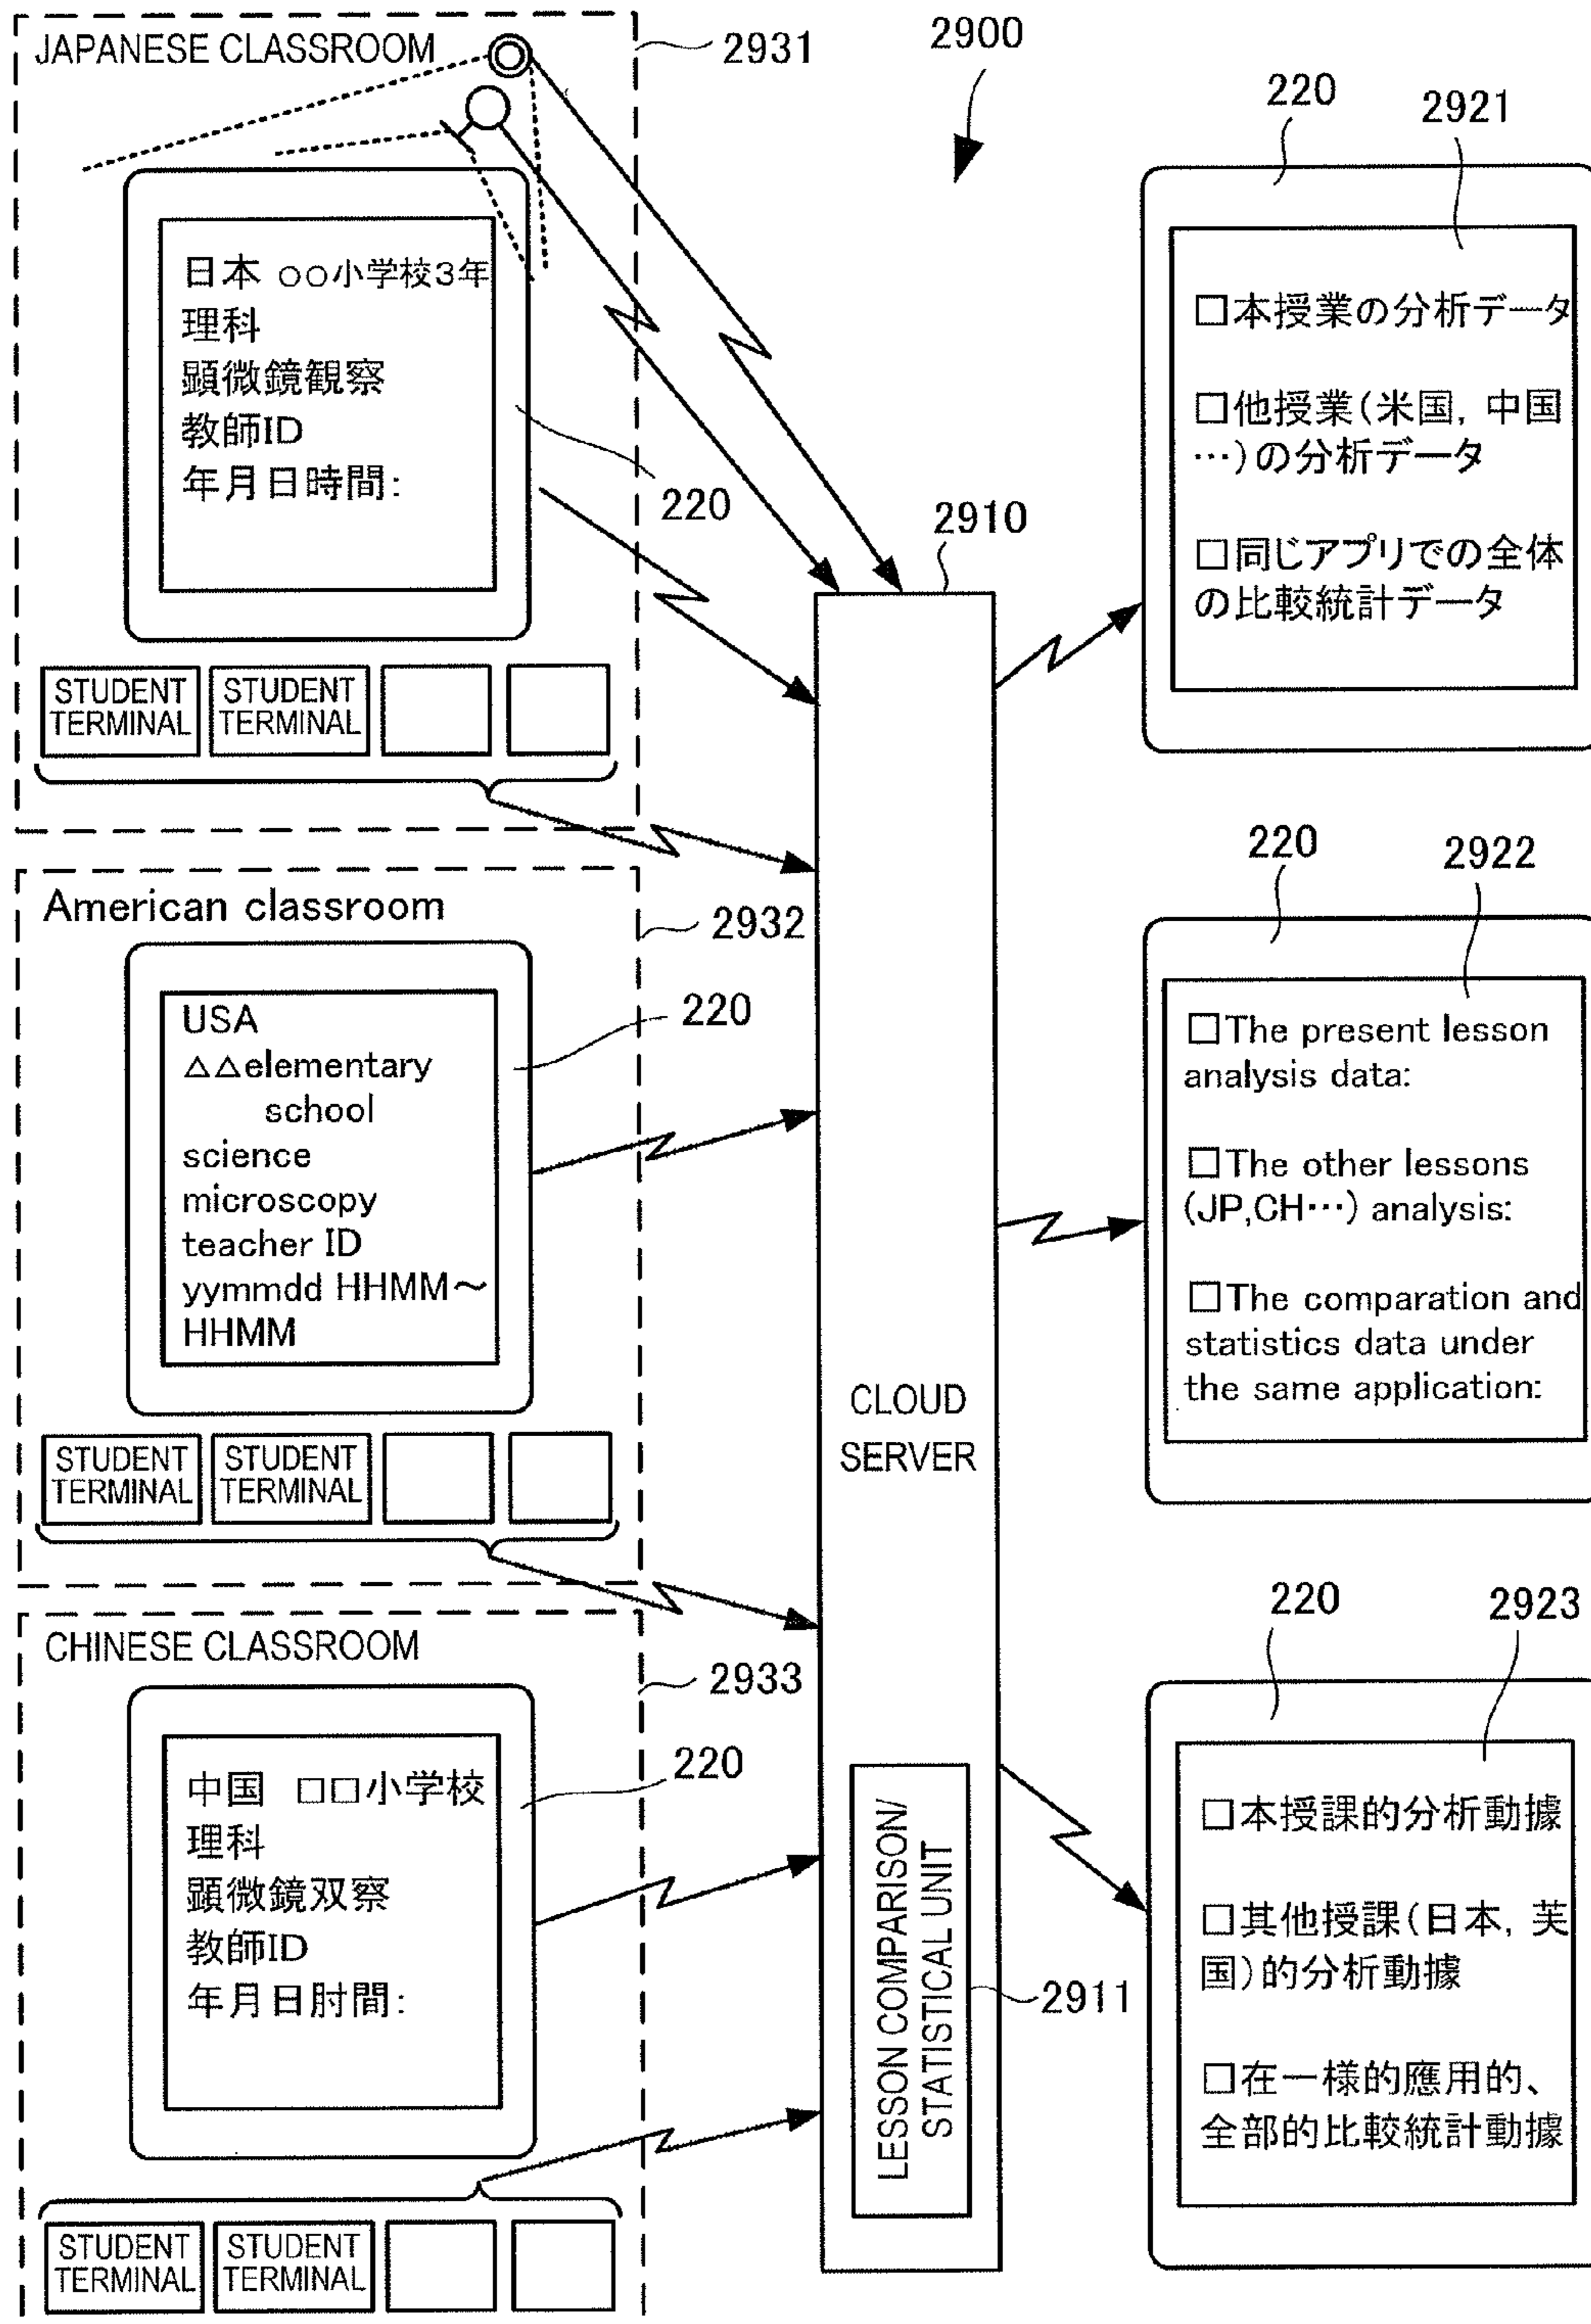 JAPANESE CLASSROOM
2931
日本 ○○小学校3年
理科
顕微鏡観察
教師ID
年月日時間:
220
STUDENT TERMINAL
STUDENT TERMINAL
American classroom
2932
USA
△△elementary
school
science
microscopy
teacher ID
yymmdd HHMM～
HHMM
220
STUDENT TERMINAL
STUDENT TERMINAL
CHINESE CLASSROOM
2933
中国 □□小学校
理科
顕微鏡双察
教師ID
年月日肘間:
220
STUDENT TERMINAL
STUDENT TERMINAL
2900
2910
CLOUD
SERVER
LESSON COMPARISON/
STATISTICAL UNIT
2911
220
2921
□本授業の分析データ
□他授業(米国, 中国
…)の分析データ
□同じアプリでの全体
の比較統計データ
220
2922
□The present lesson
analysis data:
□The other lessons
(JP,CH…) analysis:
□The comparation and
statistics data under
the same application:
220
2923
□本授課的分析動據
□其他授課(日本, 芙
国)的分析動據
□在一樣的應用的、
全部的比較統計動據